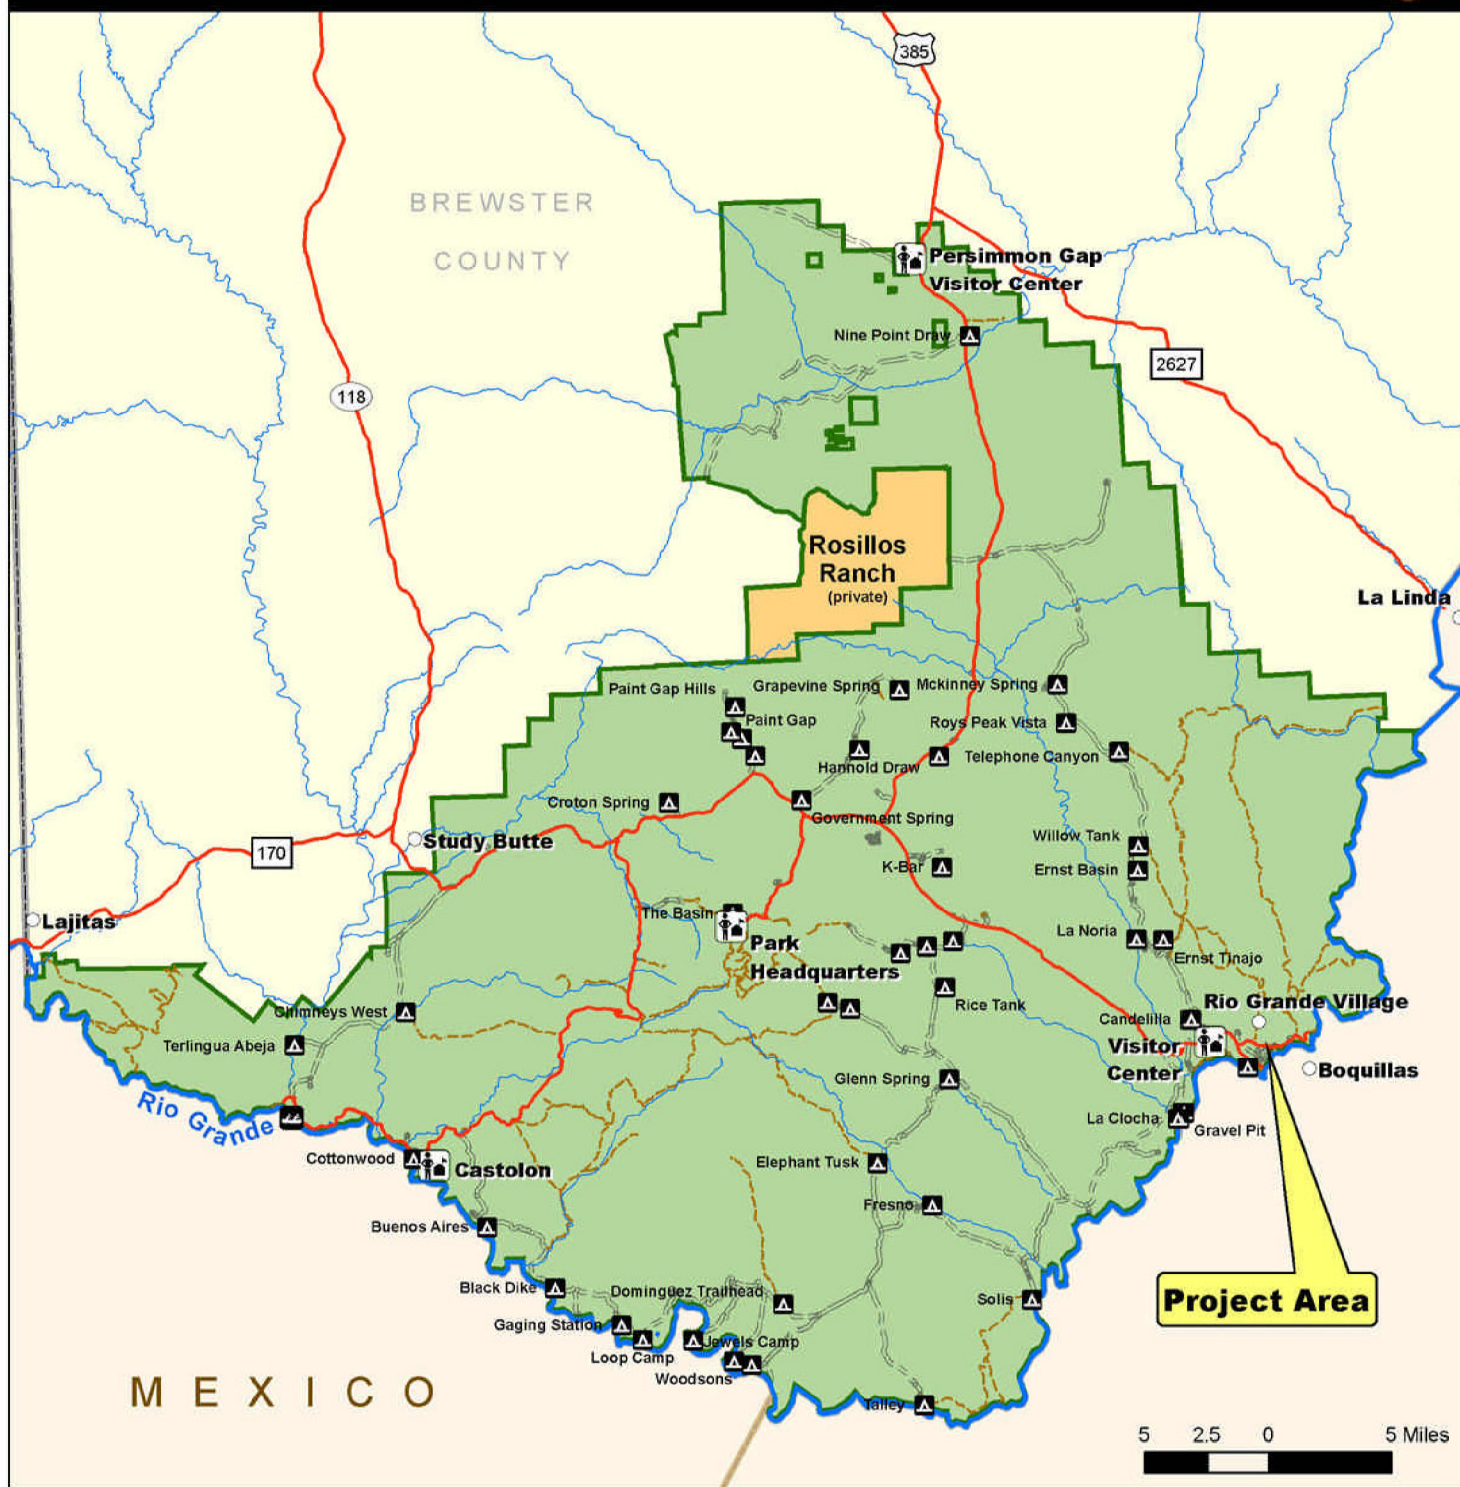 385
BREWSTER
COUNTY
Persimmon Gap
Visitor Center
Nine Point Draw
2627
118
Rosillos
Ranch
(private)
La Linda
Paint Gap Hills
Grapevine Spring
Mckinney Spring
Paint Gap
Roys Peak Vista
Hannold Draw
Telephone Canyon
Croton Spring
Government Spring
Study Butte
170
Willow Tank
K-Bar
Ernst Basin
Lajitas
The Basin
Park
Headquarters
La Noria
Ernst Tinajo
Rice Tank
Rio Grande Village
Chimneys West
Candelilla
Terlingua Abeja
Visitor
Center
Boquillas
Glenn Spring
Rio Grande
La Clocha
Gravel Pit
Cottonwood
Castolon
Elephant Tusk
Fresno
Buenos Aires
Black Dike
Dominguez Trailhead
Solis
Project Area
Gaging Station
Jewels Camp
Loop Camp
Woodsons
MEXICO
Talley
5 2.5 0 5 Miles